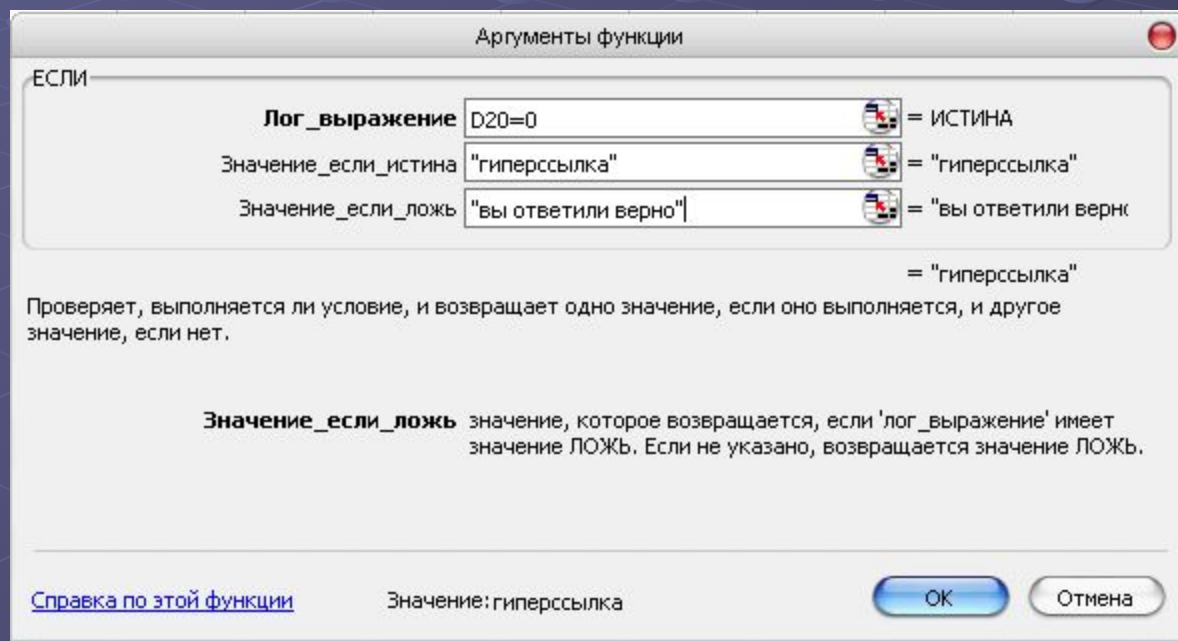 Аргументы функции
ЕСЛИ
Лог_выражение D20=0 = ИСТИНА
Значение_если_истина "гиперссылка" = "гиперссылка"
Значение_если_ложь "вы ответили верно" = "вы ответили верно
= "гиперссылка"
Проверяет, выполняется ли условие, и возвращает одно значение, если оно выполняется, и другое
значение, если нет.
Значение_если_ложь значение, которое возвращается, если 'лог_выражение' имеет
значение ЛОЖЬ. Если не указано, возвращается значение ЛОЖЬ.
Справка по этой функции Значение:гиперссылка ОК Отмена